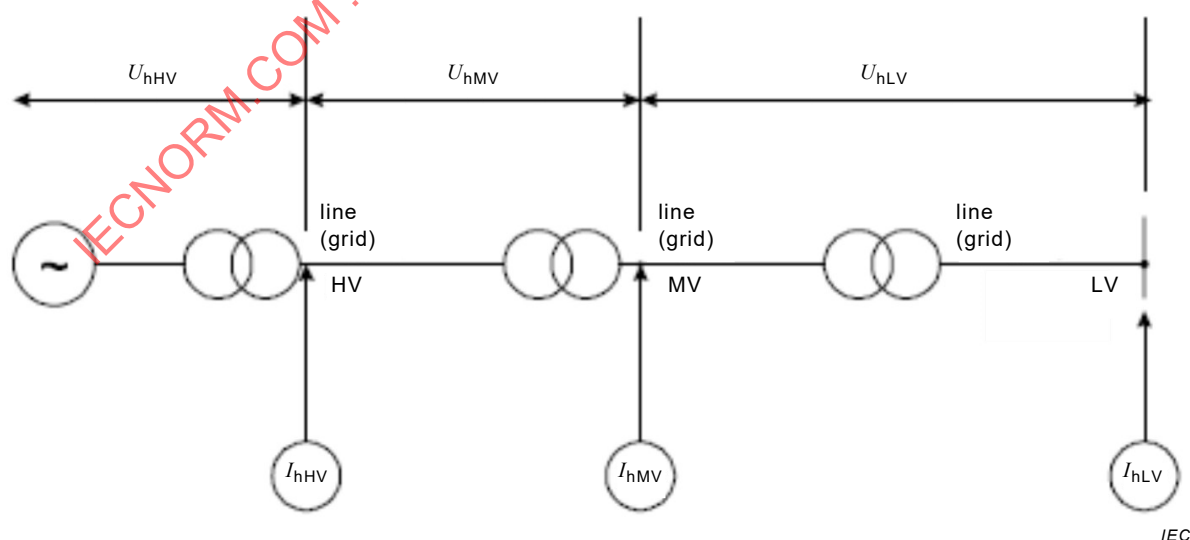 IECNORM.COM
UhHV
UhMV
UhLV
line
(grid)
line
(grid)
line
(grid)
~
HV
MV
LV
IhHV
IhMV
IhLV
IEC